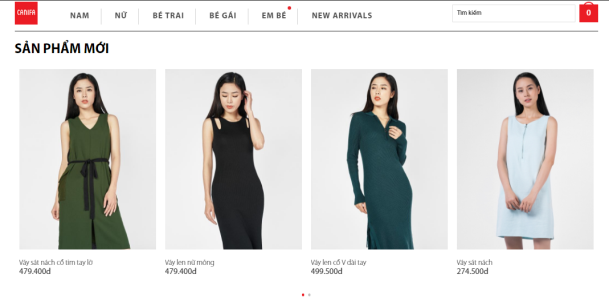 CANIFA
NAM NỮ BÉ TRAI BÉ GÁI EM BÉ NEW ARRIVALS
Tìm kiếm
0
SẢN PHẨM MỚI
Váy sát nách cổ tim tay lỡ
479.400đ
Váy len nữ mỏng
479.400đ
Váy len cổ V dài tay
499.500đ
Váy sát nách
274.500đ